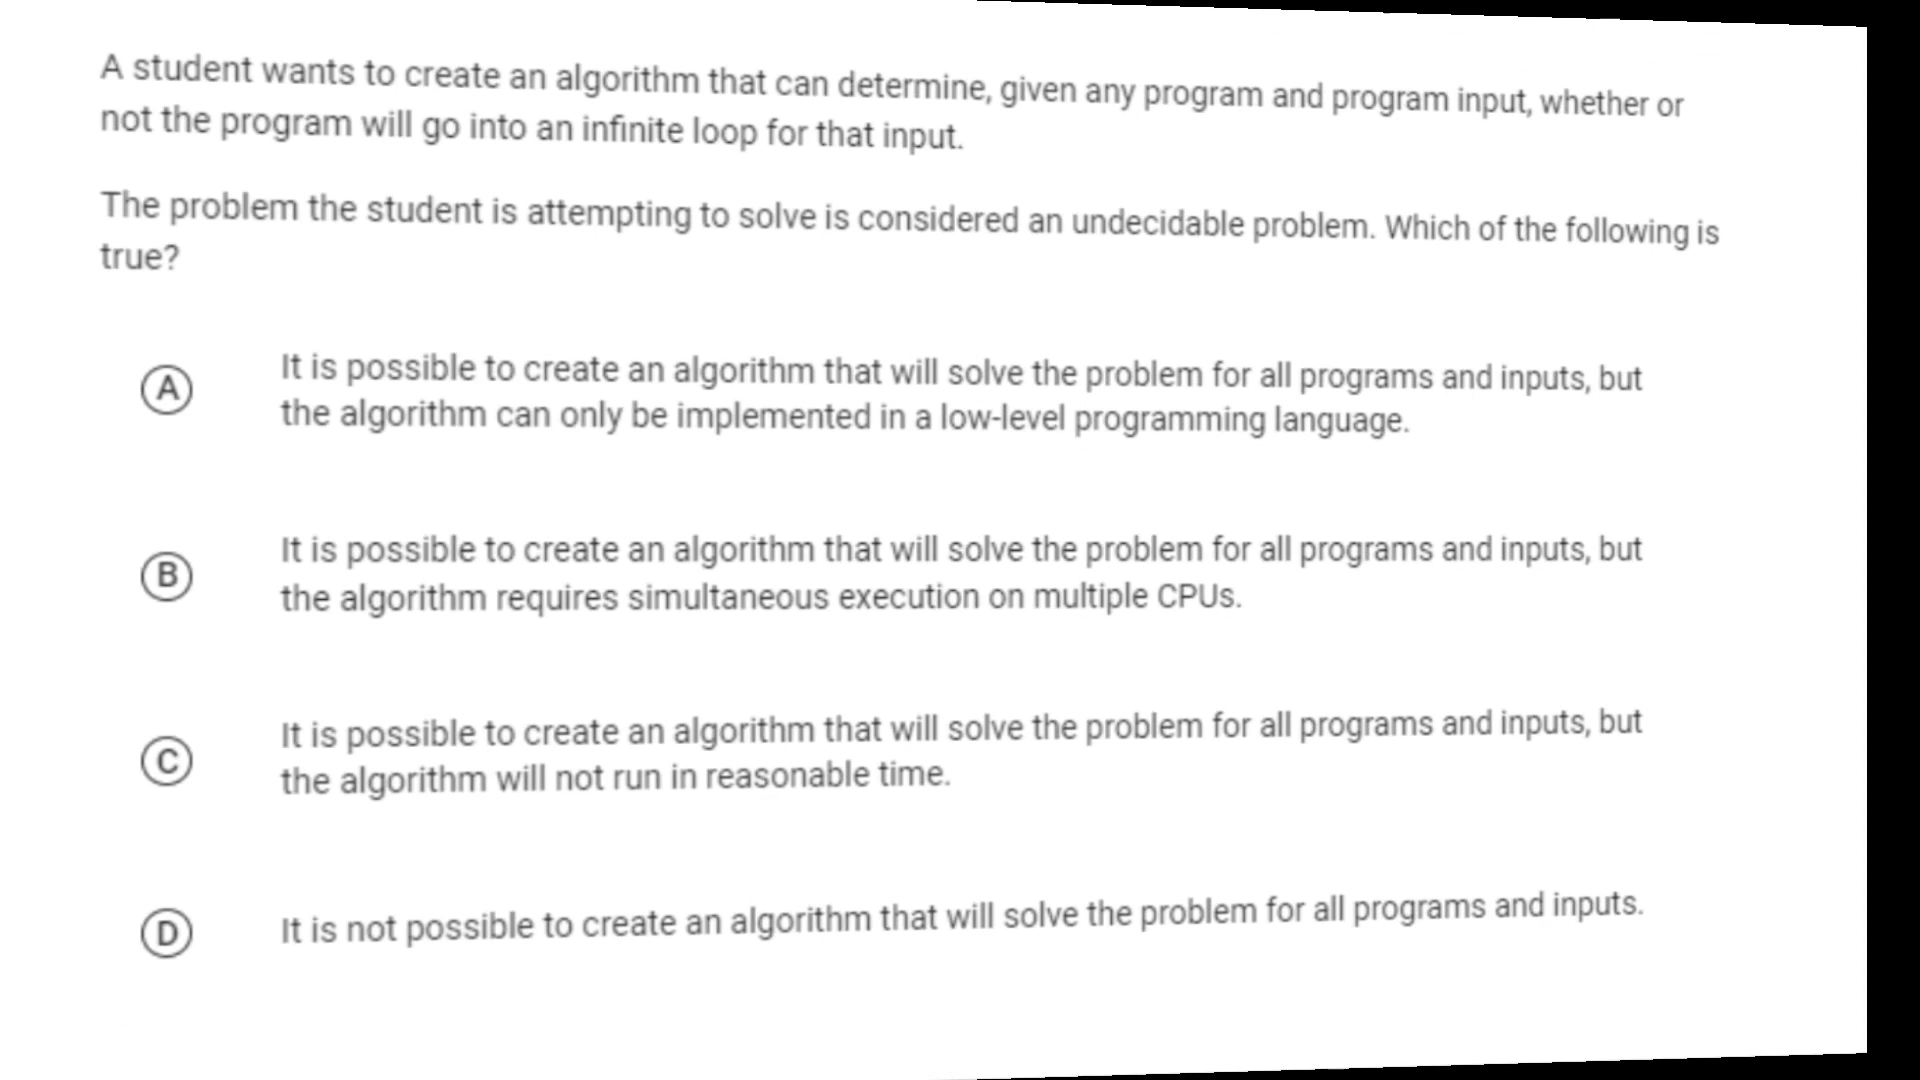 A student wants to create an algorithm that can determine, given any program and program input, whether or
not the program will go into an infinite loop for that input.
The problem the student is attempting to solve is considered an undecidable problem. Which of the following is
true?
A It is possible to create an algorithm that will solve the problem for all programs and inputs, but
the algorithm can only be implemented in a low-level programming language.
B It is possible to create an algorithm that will solve the problem for all programs and inputs, but
the algorithm requires simultaneous execution on multiple CPUs.
C It is possible to create an algorithm that will solve the problem for all programs and inputs, but
the algorithm will not run in reasonable time.
D It is not possible to create an algorithm that will solve the problem for all programs and inputs.